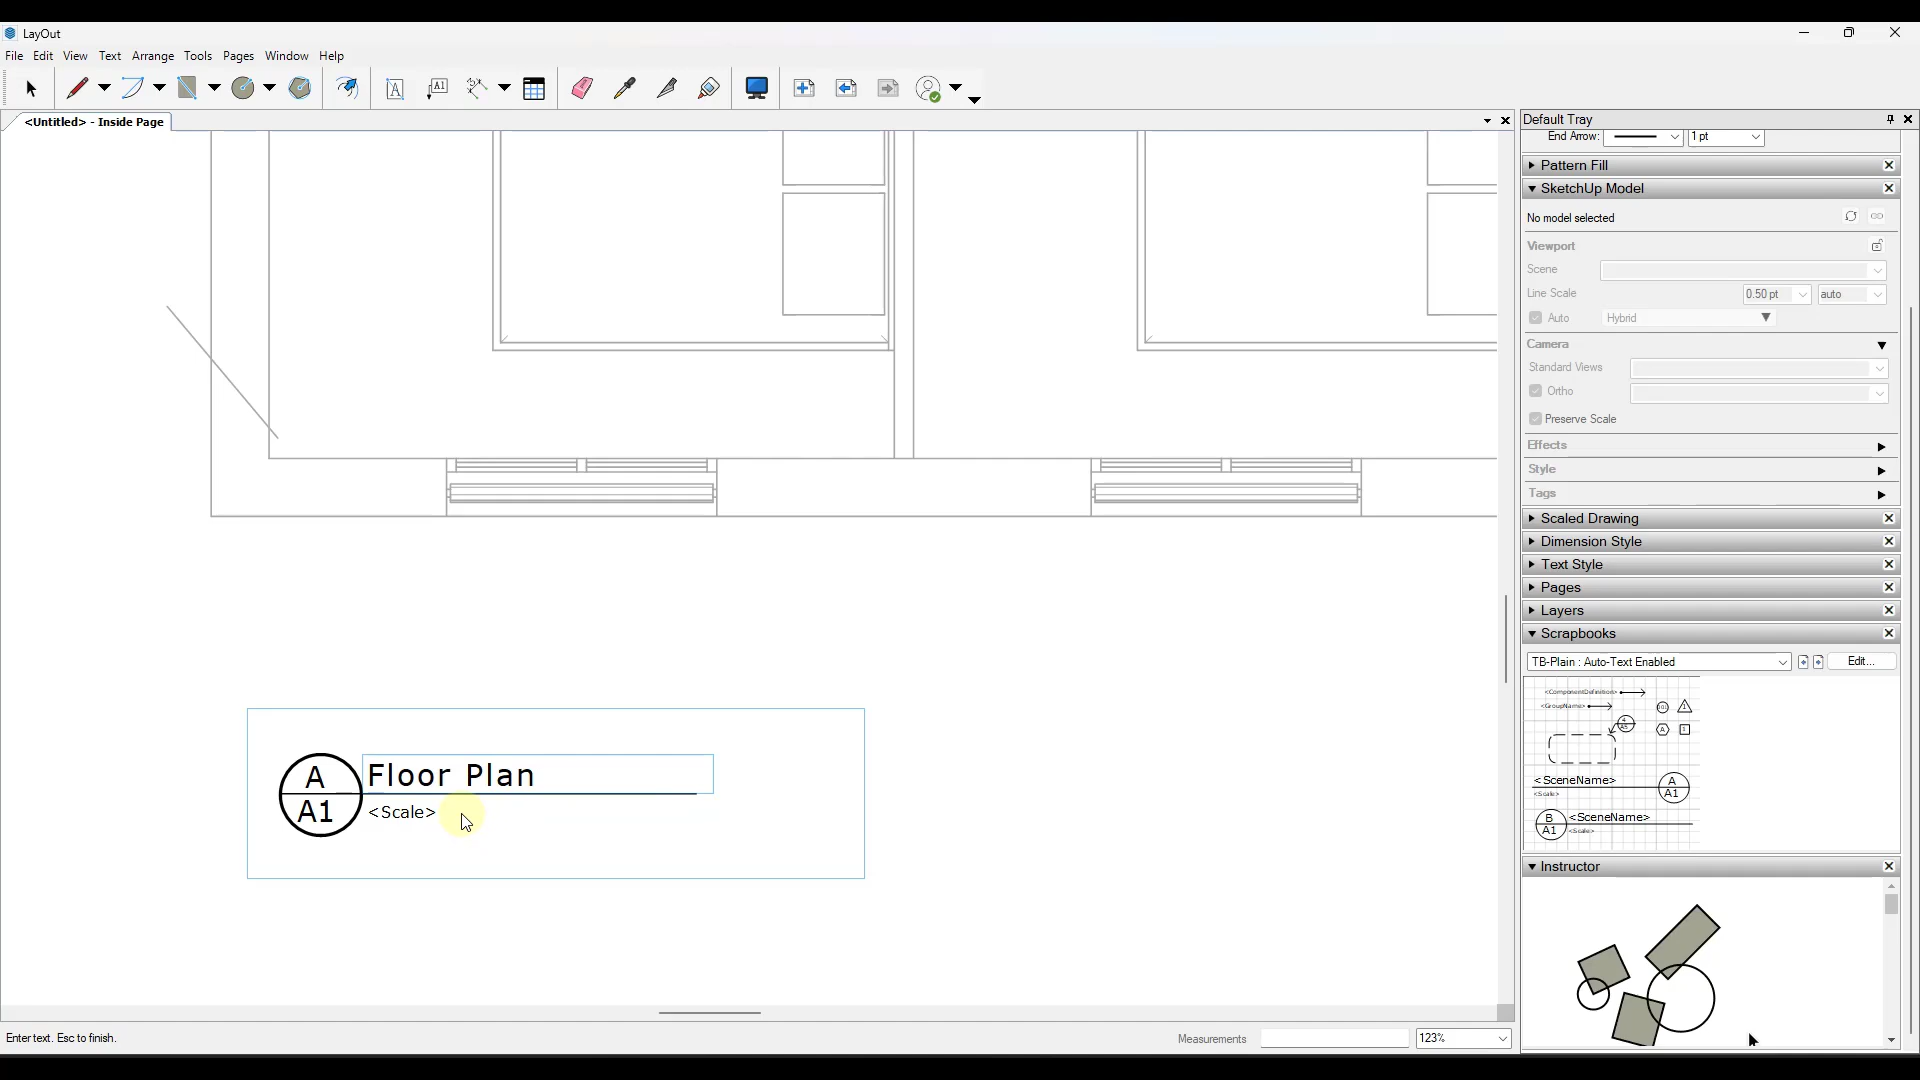 LayOut
File Edit View Text Arrange Tools Pages Window Help
<Untitled> - Inside Page
Default Tray
End Arrow: 1 pt
Pattern Fill
SketchUp Model
No model selected
Viewport
Scene
Line Scale 0.50 pt auto
Auto Hybrid
Camera
Standard Views
Ortho
Preserve Scale
Effects
Style
Tags
Scaled Drawing
Dimension Style
Text Style
Pages
Layers
Scrapbooks
TB-Plain : Auto-Text Enabled Edit...
<ComponentDefinition>
<GroupName>
<SceneName> A
<Scale> A1
B <SceneName>
A1 <Scale>
Instructor
A Floor Plan
A1 <Scale>
Enter text. Esc to finish.
Measurements 123%